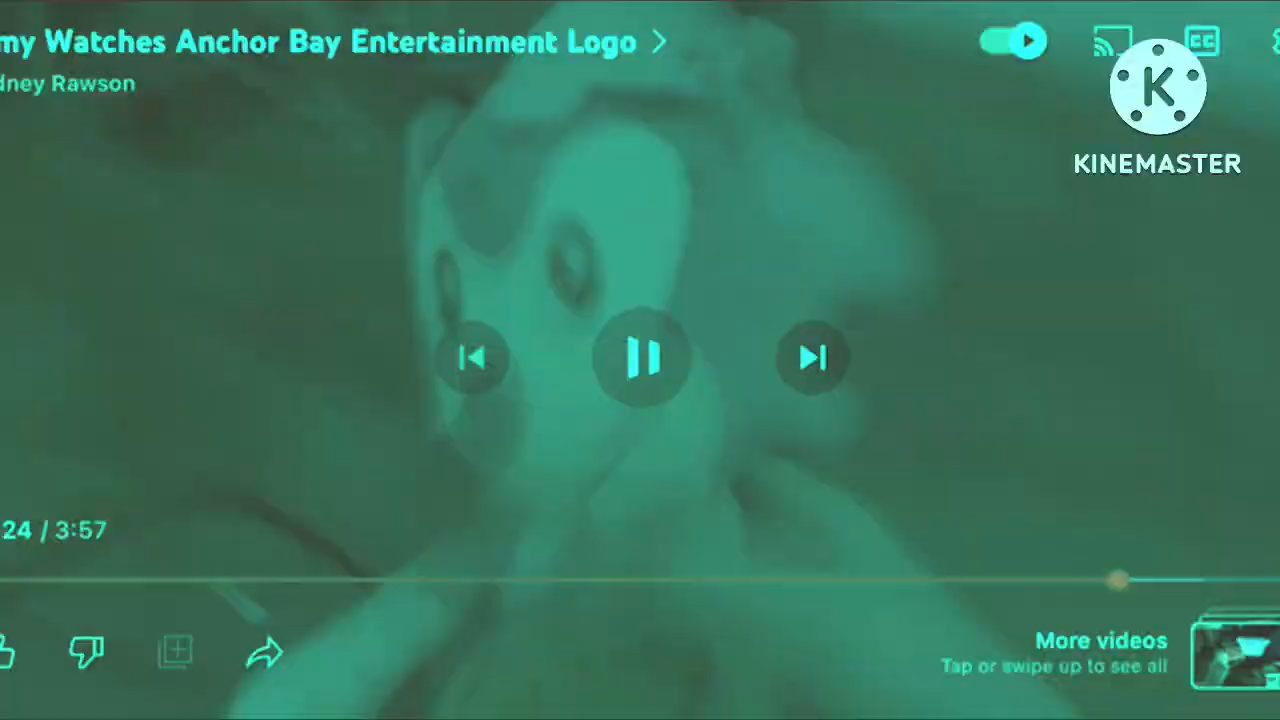 my Watches Anchor Bay Entertainment Logo
dney Rawson
CC
K
KINEMASTER
24 / 3:57
More videos
Tap or swipe up to see all